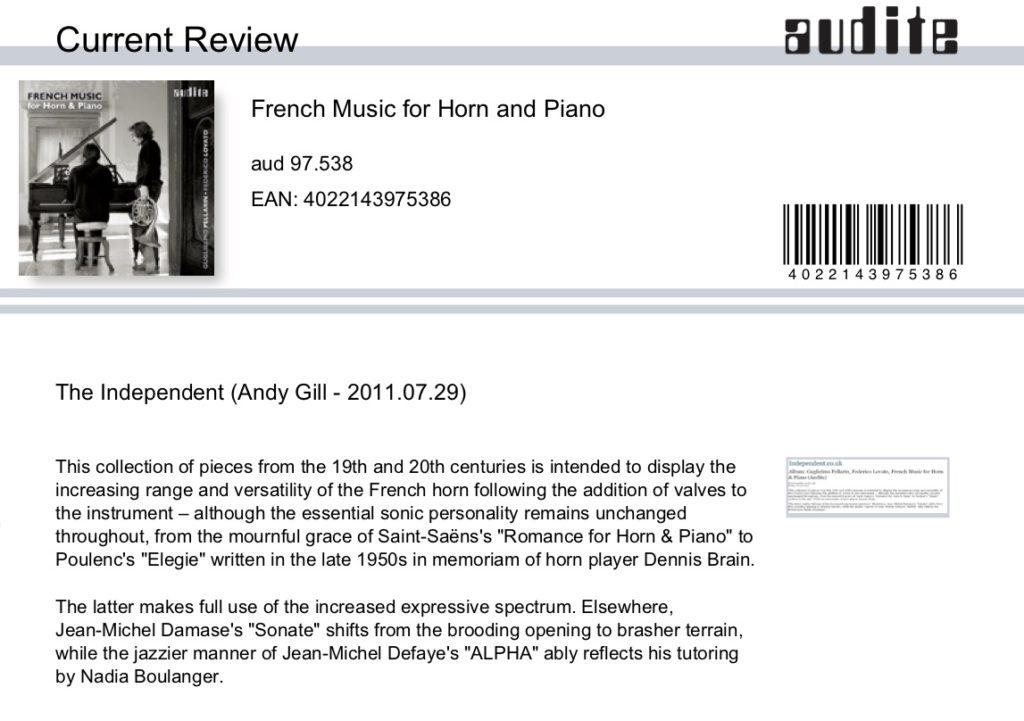 Current Review
audite
FRENCH MUSIC
for Horn & Piano
audite
GUGLIELMO PELLARIN • FEDERICO LOVATO
French Music for Horn and Piano
aud 97.538
EAN: 4022143975386
4 0 2 2 1 4 3 9 7 5 3 8 6
The Independent (Andy Gill - 2011.07.29)
This collection of pieces from the 19th and 20th centuries is intended to display the
increasing range and versatility of the French horn following the addition of valves to
the instrument – although the essential sonic personality remains unchanged
throughout, from the mournful grace of Saint-Saëns's "Romance for Horn & Piano" to
Poulenc's "Elegie" written in the late 1950s in memoriam of horn player Dennis Brain.
The latter makes full use of the increased expressive spectrum. Elsewhere,
Jean-Michel Damase's "Sonate" shifts from the brooding opening to brasher terrain,
while the jazzier manner of Jean-Michel Defaye's "ALPHA" ably reflects his tutoring
by Nadia Boulanger.
Independent.co.uk
Album: Guglielmo Pellarin, Federico Lovato, French Music for Horn
& Piano (Audite)